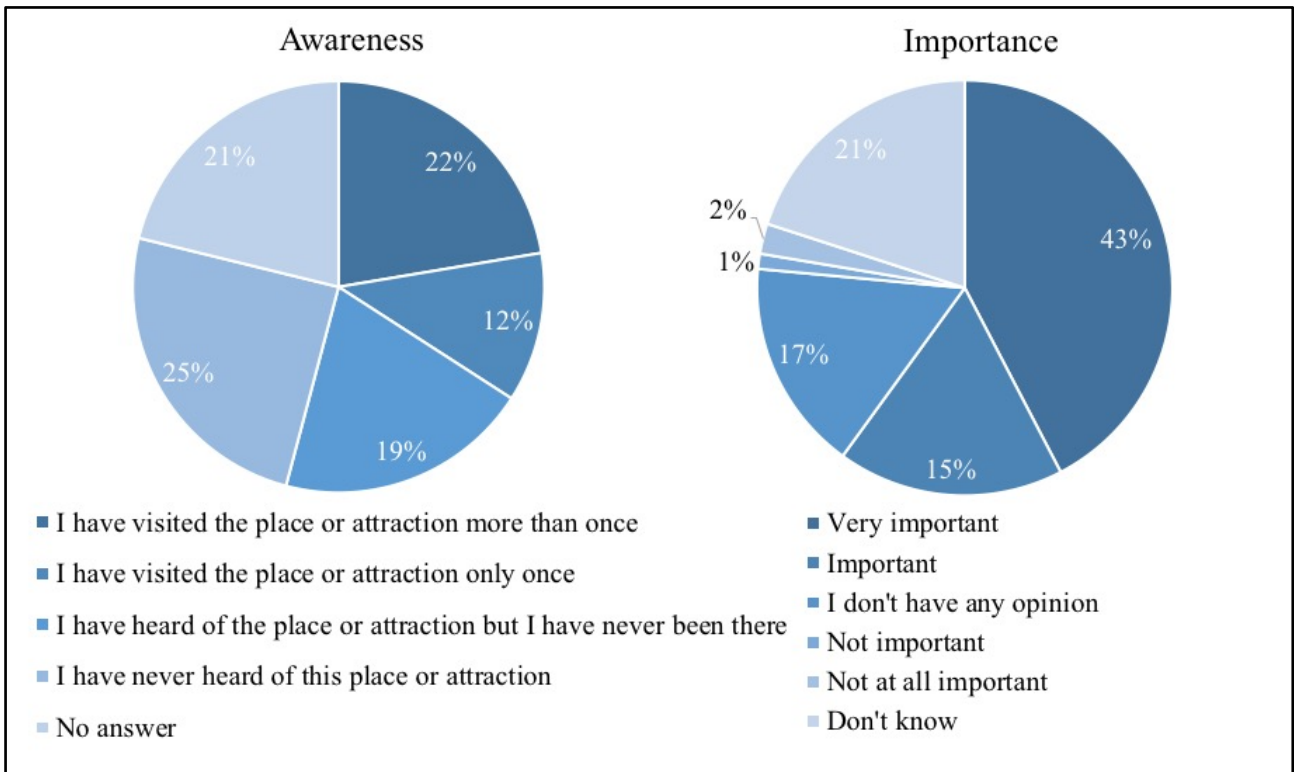 Awareness
22%
12%
19%
25%
21%
I have visited the place or attraction more than once
I have visited the place or attraction only once
I have heard of the place or attraction but I have never been there
I have never heard of this place or attraction
No answer
Importance
43%
15%
17%
1%
2%
21%
Very important
Important
I don't have any opinion
Not important
Not at all important
Don't know